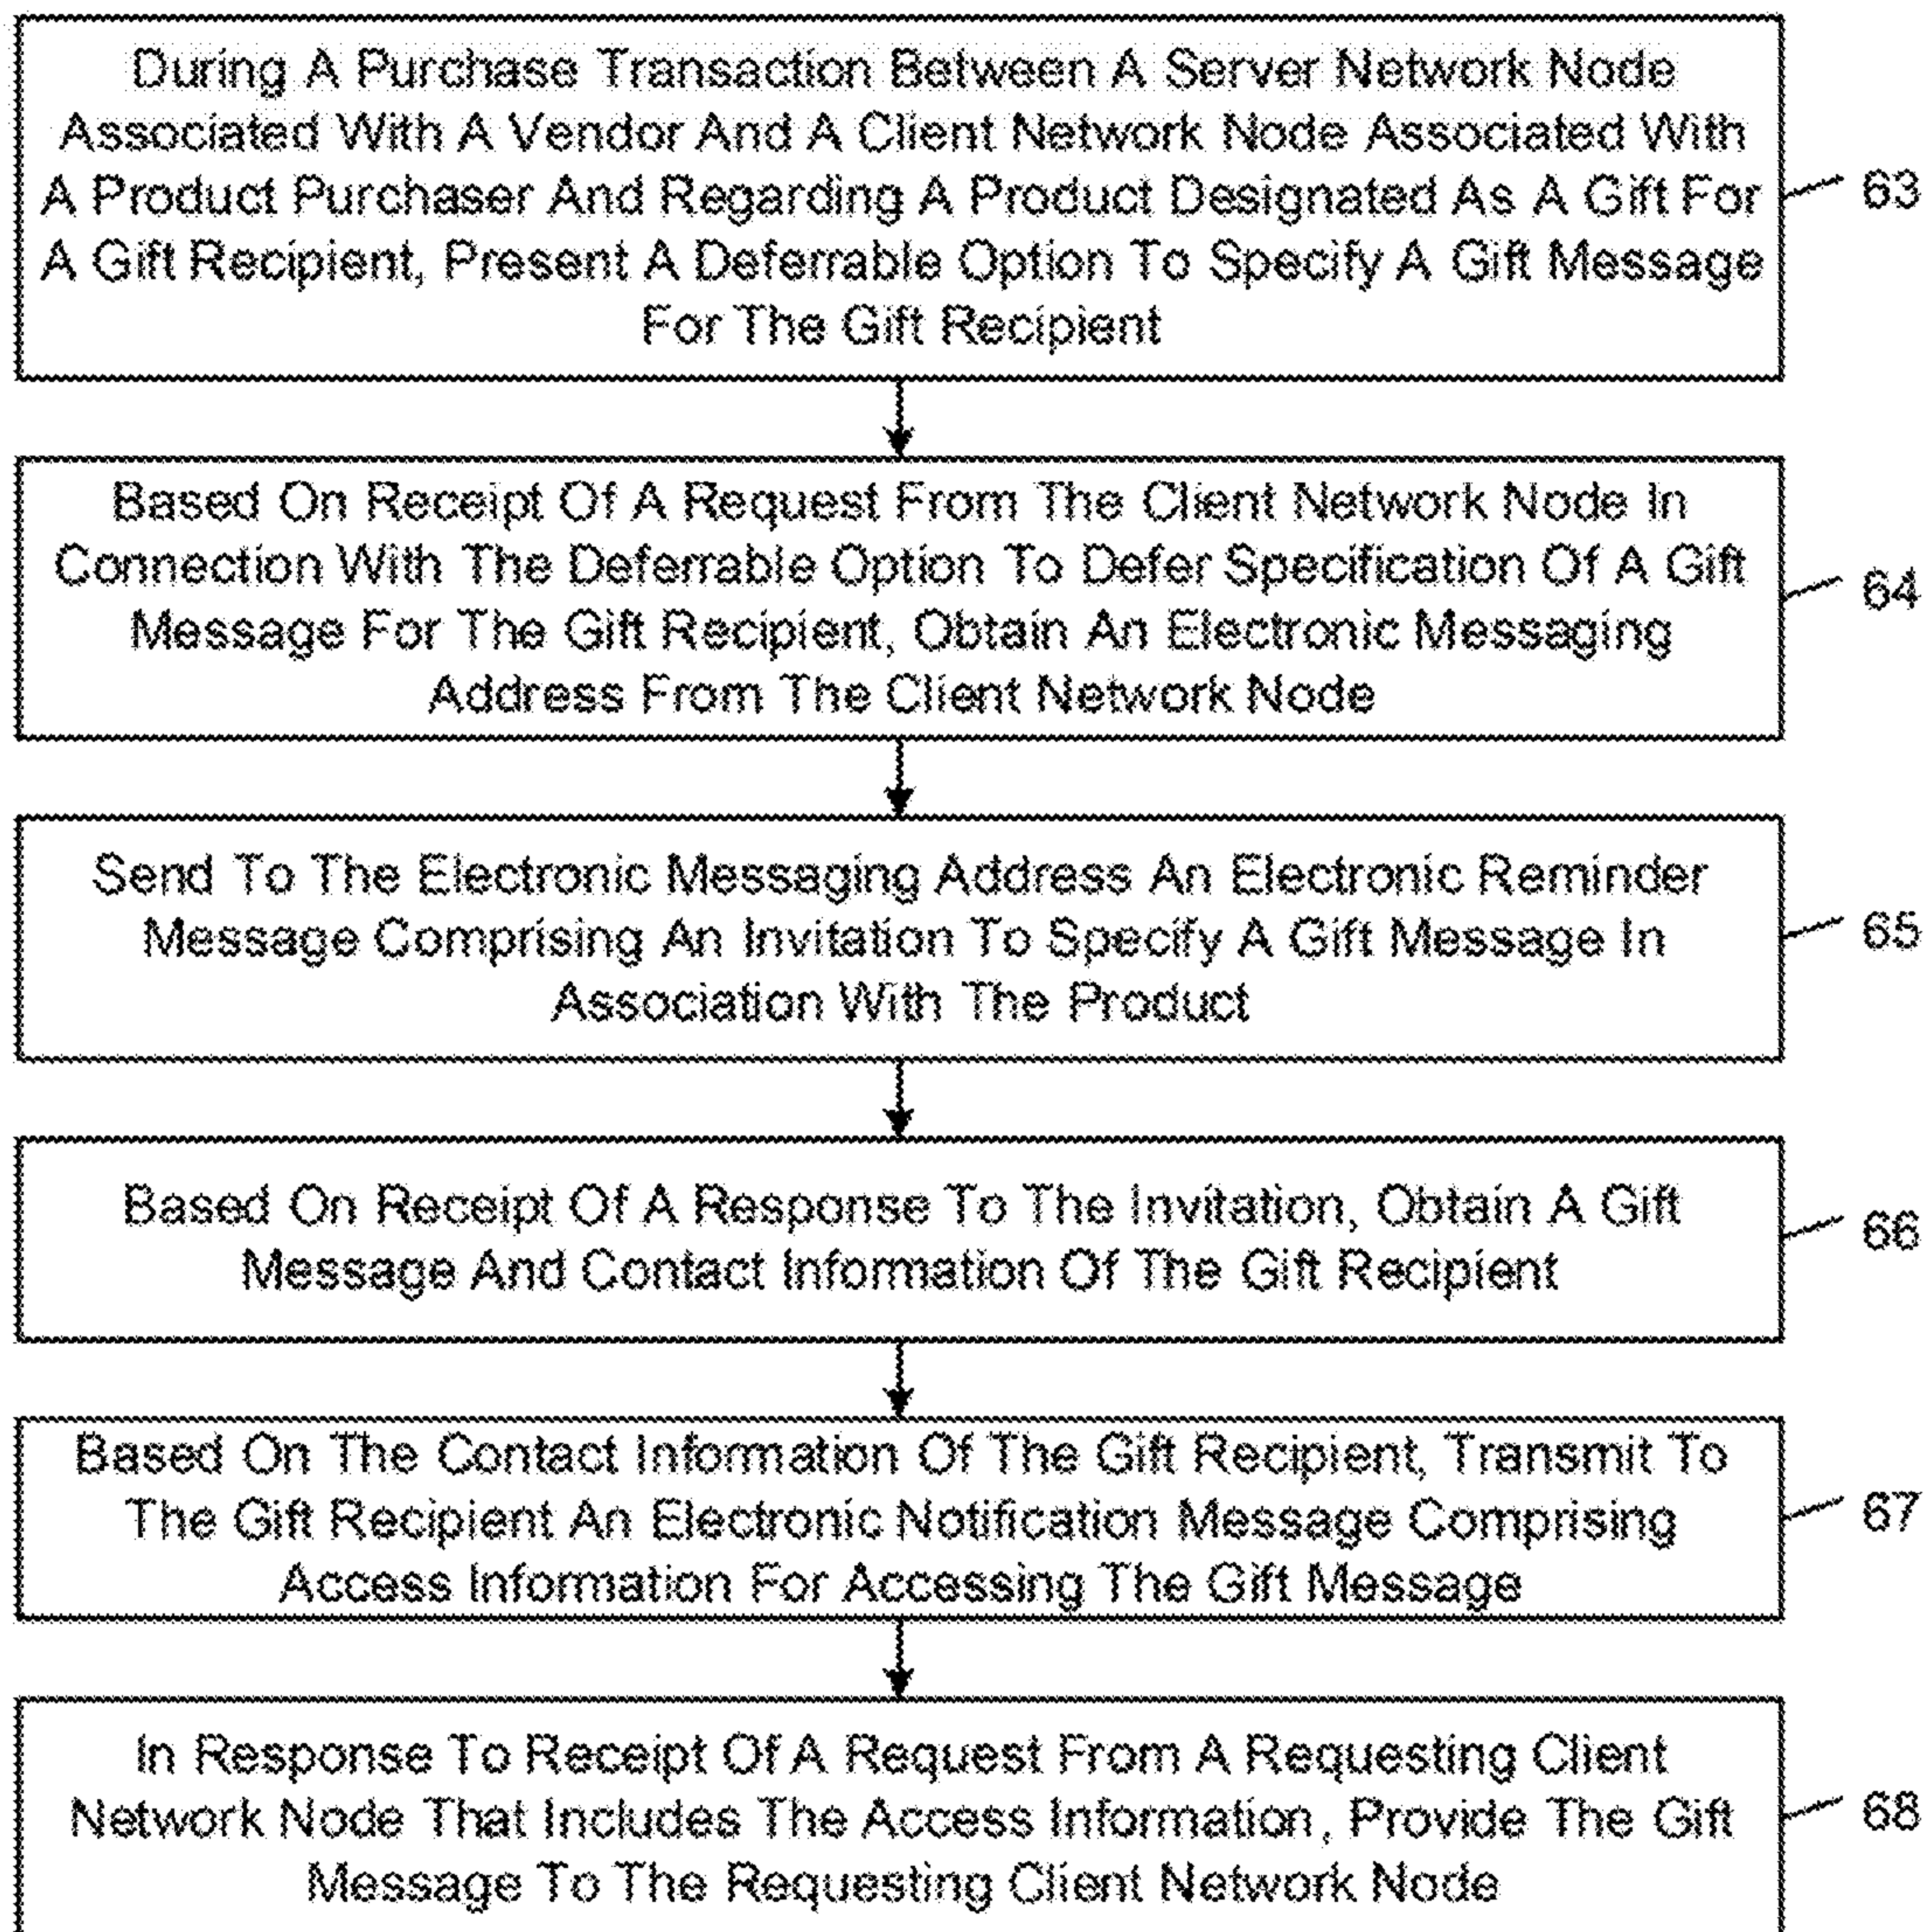 During A Purchase Transaction Between A Server Network Node
Associated With A Vendor And A Client Network Node Associated With
A Product Purchaser And Regarding A Product Designated As A Gift For
A Gift Recipient, Present A Deferrable Option To Specify A Gift Message
For The Gift Recipient
63
Based On Receipt Of A Request From The Client Network Node In
Connection With The Deferrable Option To Defer Specification Of A Gift
Message For The Gift Recipient, Obtain An Electronic Messaging
Address From The Client Network Node
64
Send To The Electronic Messaging Address An Electronic Reminder
Message Comprising An Invitation To Specify A Gift Message In
Association With The Product
65
Based On Receipt Of A Response To The Invitation, Obtain A Gift
Message And Contact Information Of The Gift Recipient
66
Based On The Contact Information Of The Gift Recipient, Transmit To
The Gift Recipient An Electronic Notification Message Comprising
Access Information For Accessing The Gift Message
67
In Response To Receipt Of A Request From A Requesting Client
Network Node That Includes The Access Information, Provide The Gift
Message To The Requesting Client Network Node
68